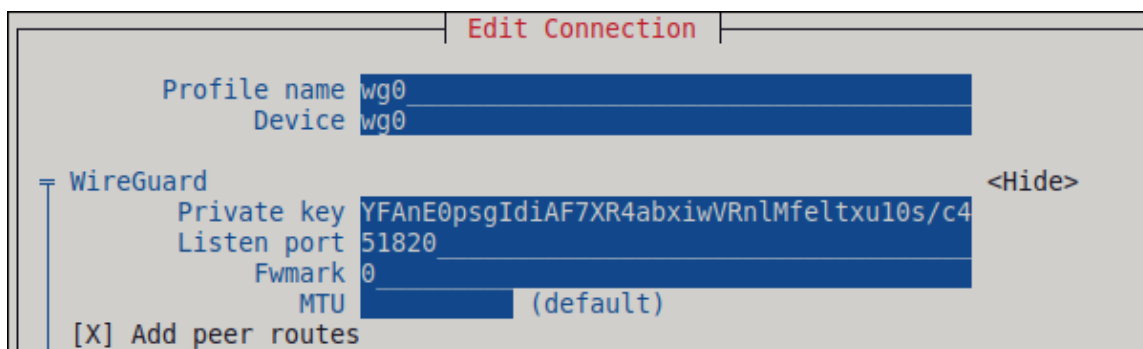 Edit Connection
Profile name wg0
Device wg0
WireGuard <Hide>
Private key YFAnE0psgIdiAF7XR4abxiwVRnlMfeltxu10s/c4
Listen port 51820
Fwmark 0
MTU (default)
[X] Add peer routes